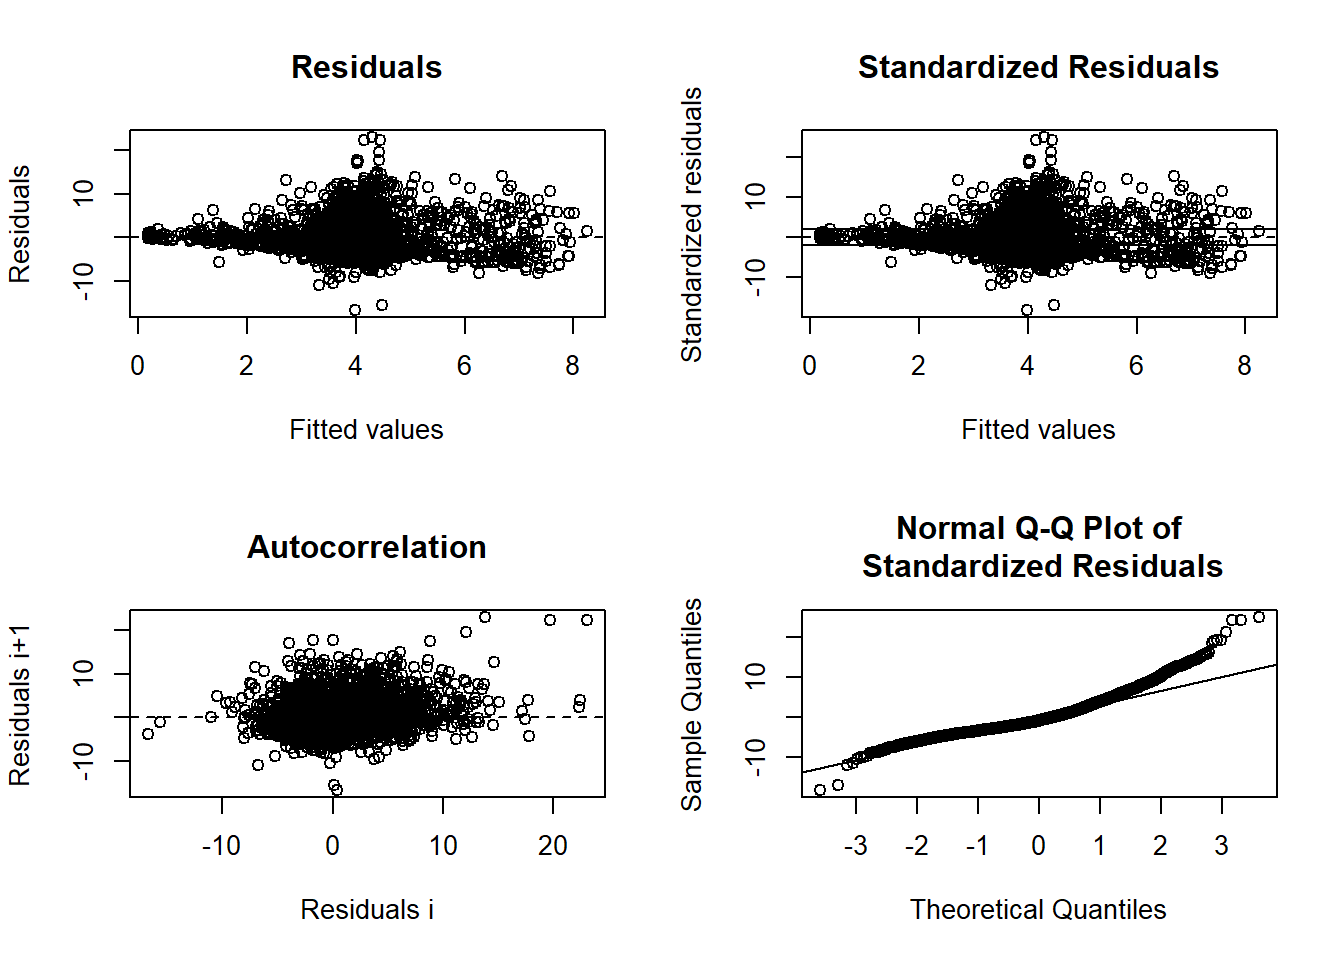 Residuals
Residuals
10
-10
0 2 4 6 8
Fitted values
Standardized Residuals
Standardized residuals
10
-10
0 2 4 6 8
Fitted values
Autocorrelation
Residuals i+1
10
-10
-10 0 10 20
Residuals i
Normal Q-Q Plot of
Standardized Residuals
Sample Quantiles
10
-10
-3 -2 -1 0 1 2 3
Theoretical Quantiles